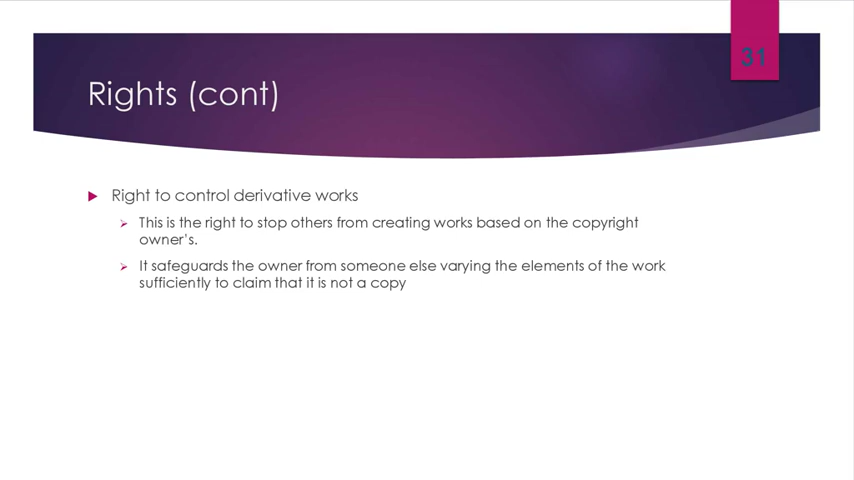 31
Rights (cont)
Right to control derivative works
This is the right to stop others from creating works based on the copyright
owner's.
It safeguards the owner from someone else varying the elements of the work
sufficiently to claim that it is not a copy